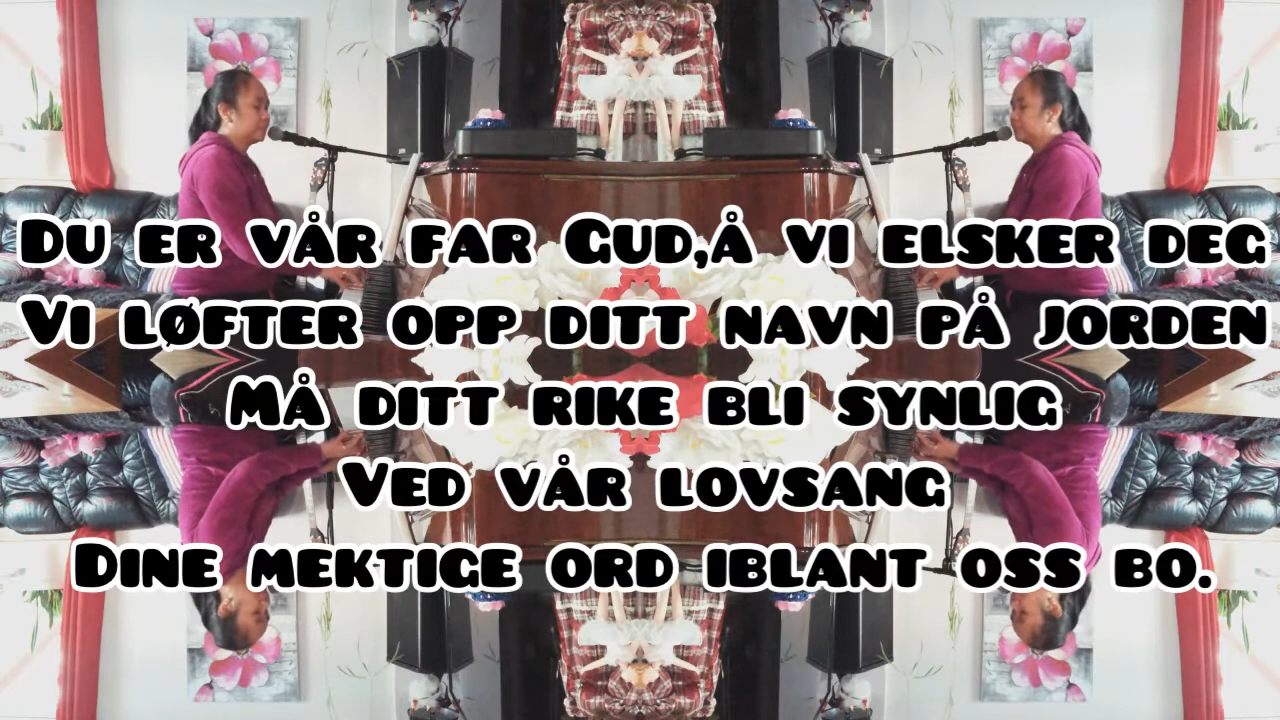 Du er vår far Gud,å vi elsker deg
Vi løfter opp ditt navn på jorden
Må ditt rike bli synlig
Ved vår lovsang
Dine mektige ord iblant oss bo.